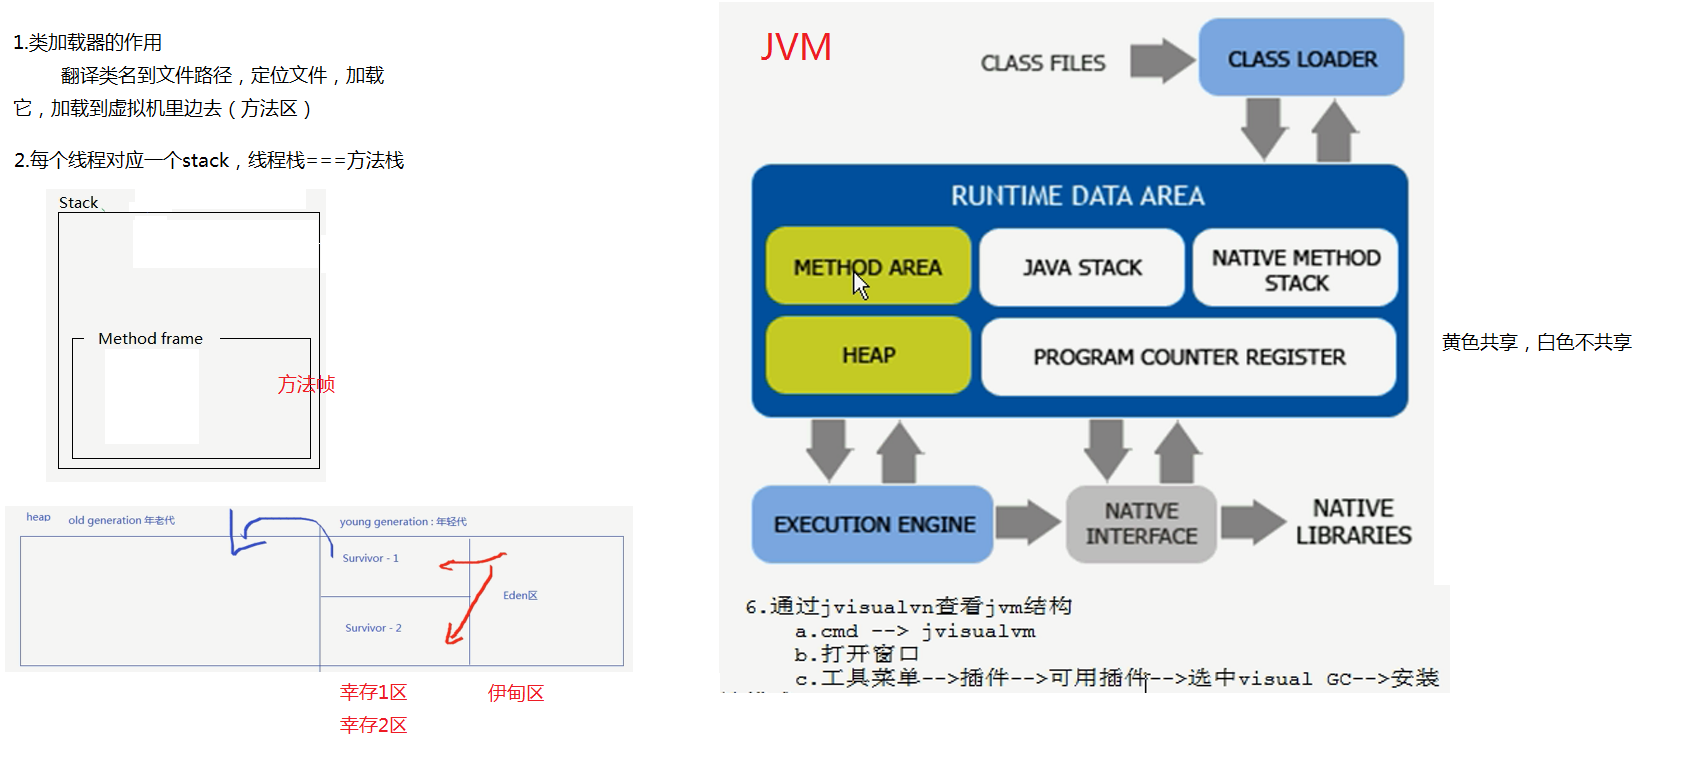 1.类加载器的作用
翻译类名到文件路径，定位文件，加载
它，加载到虚拟机里边去（方法区）
2.每个线程对应一个stack，线程栈===方法栈
Stack、
Method frame
方法帧
heap
old generation 年老代
young generation : 年轻代
Survivor - 1
Eden区
Survivor - 2
幸存1区
伊甸区
幸存2区
JVM
CLASS FILES
CLASS LOADER
RUNTIME DATA AREA
METHOD AREA
JAVA STACK
NATIVE METHOD
STACK
HEAP
PROGRAM COUNTER REGISTER
黄色共享，白色不共享
EXECUTION ENGINE
NATIVE
INTERFACE
NATIVE
LIBRARIES
6.通过jvisualvn查看jvm结构
a.cmd --> jvisualvm
b.打开窗口
c.工具菜单-->插件-->可用插件-->选中visual GC-->安装